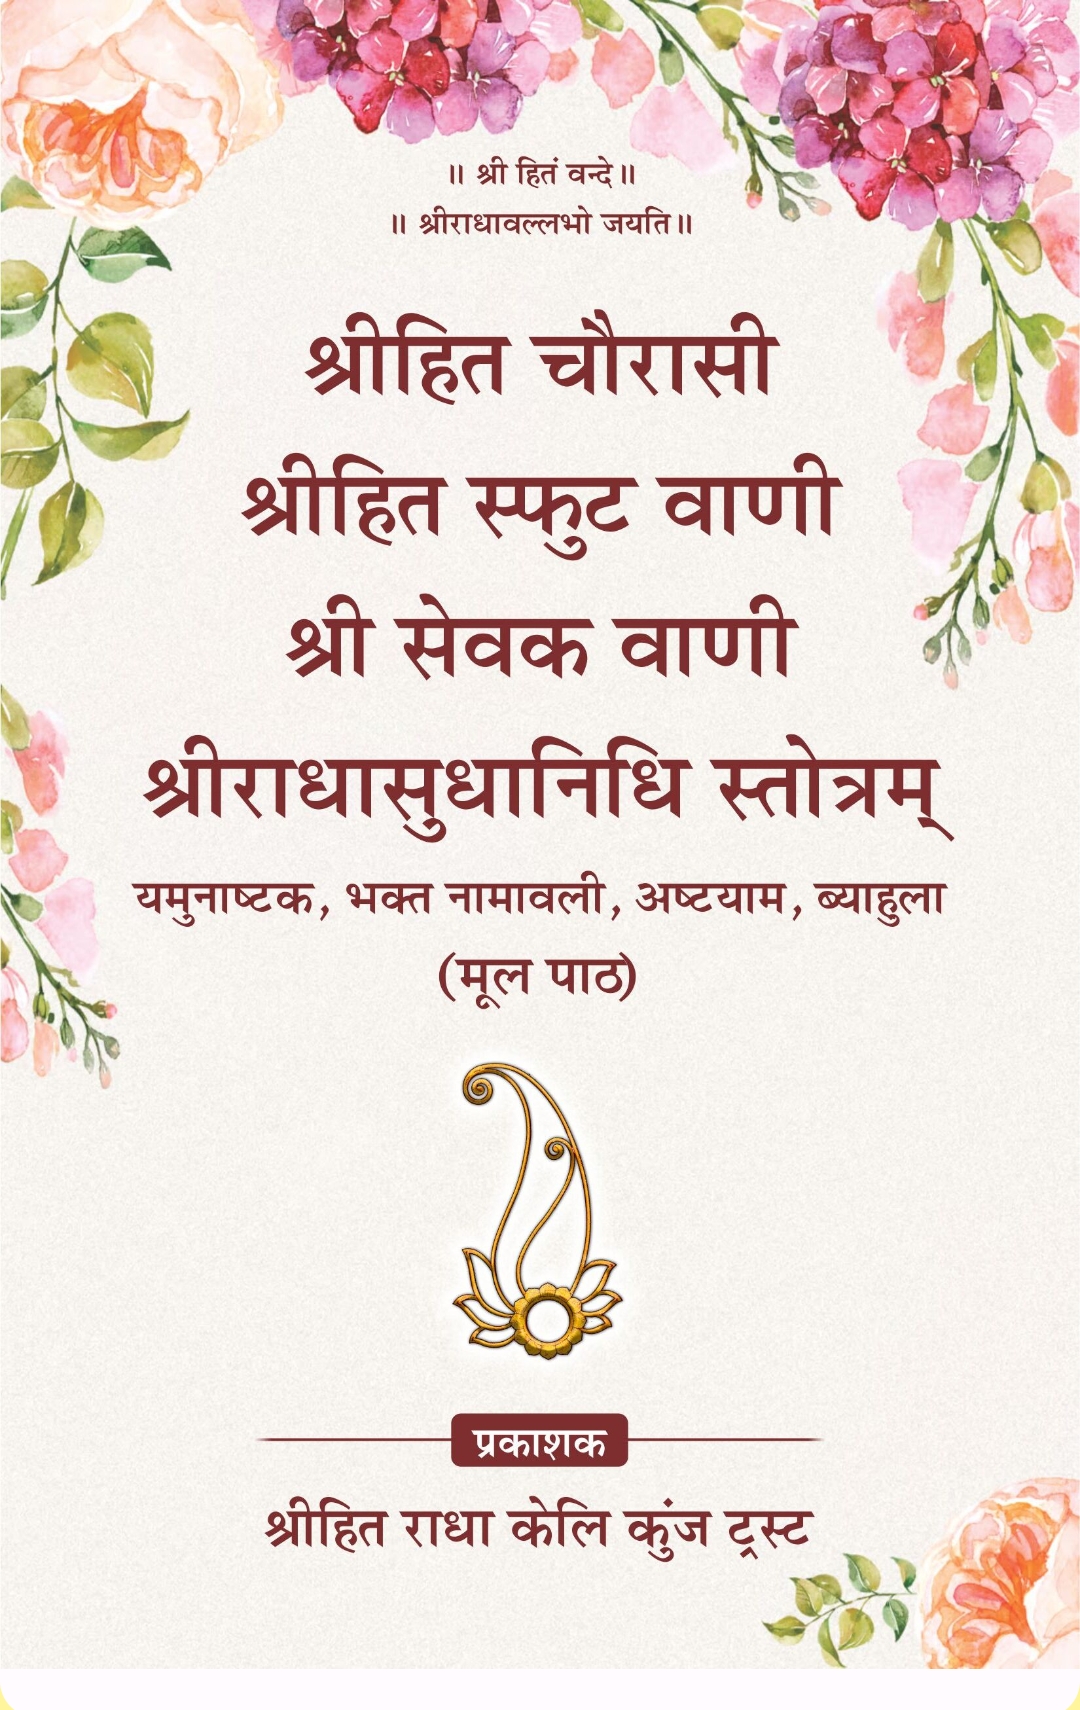 ॥ श्री हितं वन्दे॥
॥ श्रीराधावल्लभो जयति॥
श्रीहित चौरासी
श्रीहित स्फुट वाणी
श्री सेवक वाणी
श्रीराधासुधानिधि स्तोत्रम्
यमुनाष्टक, भक्त नामावली, अष्टयाम, ब्याहुला
(मूल पाठ)
प्रकाशक
श्रीहित राधा केलि कुंज ट्रस्ट